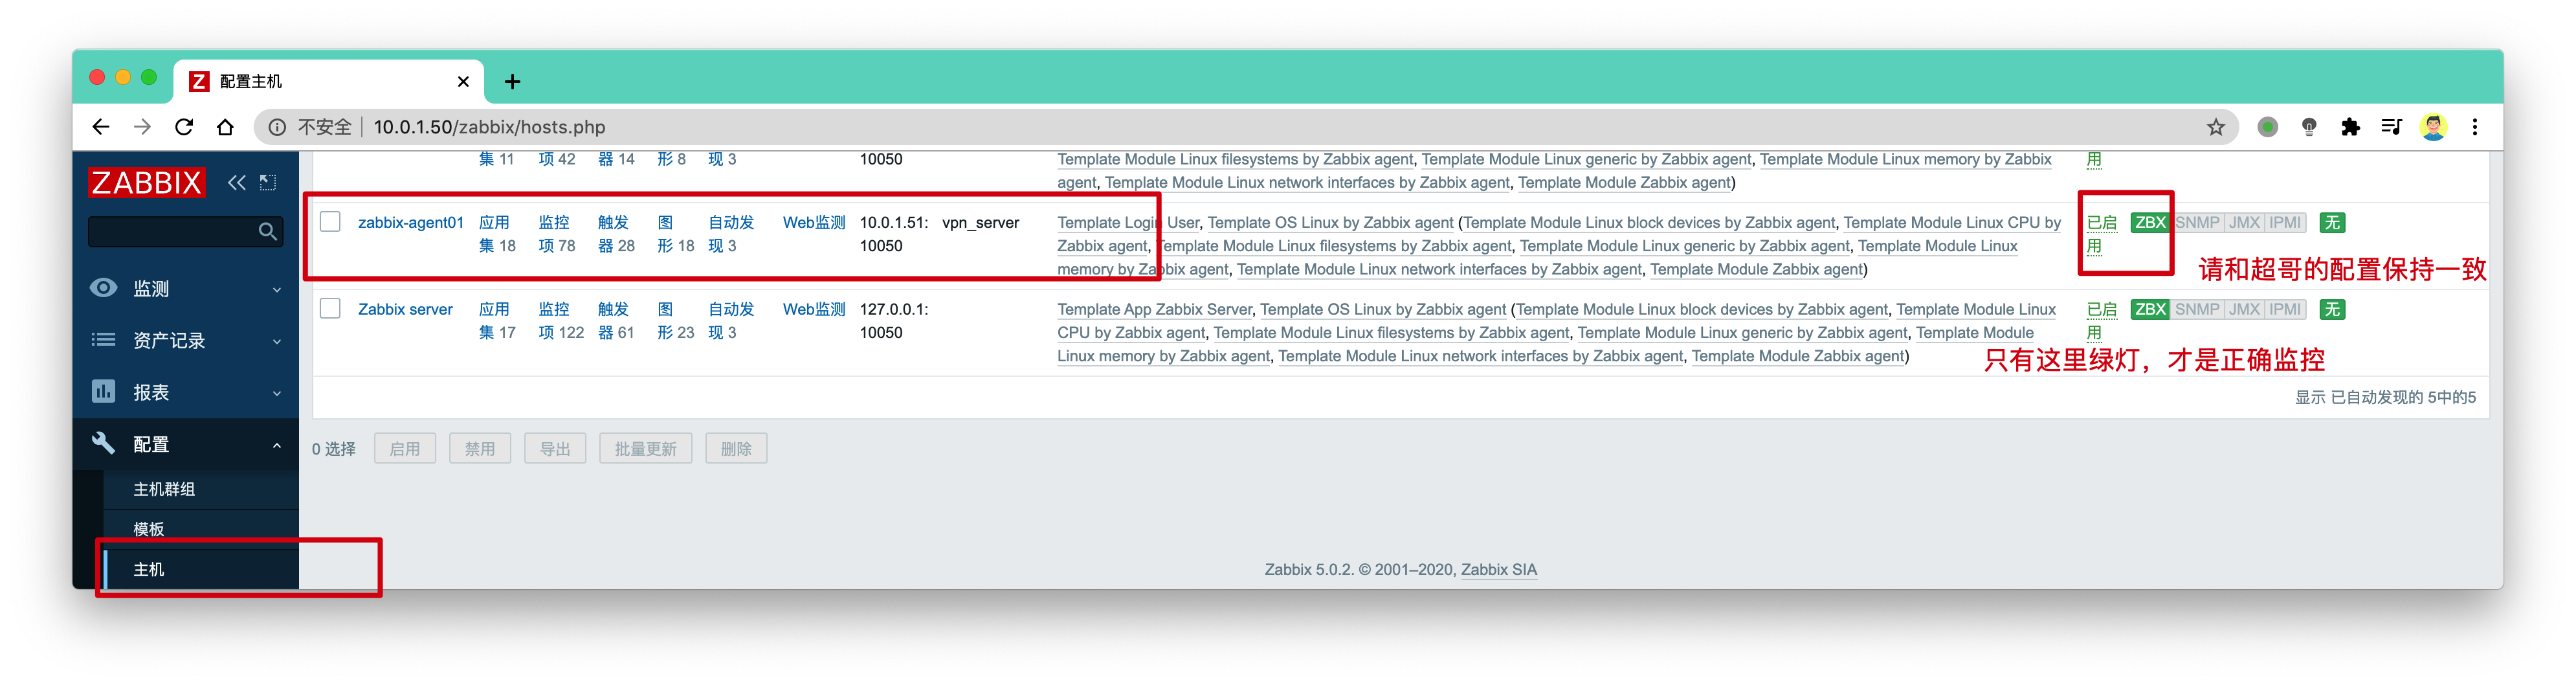 配置主机
不安全 | 10.0.1.50/zabbix/hosts.php
ZABBIX
监测
资产记录
报表
配置
主机群组
模板
主机
集 11 项 42 器 14 形 8 现 3 10050 Template Module Linux filesystems by Zabbix agent, Template Module Linux generic by Zabbix agent, Template Module Linux memory by Zabbix 用
agent, Template Module Linux network interfaces by Zabbix agent, Template Module Zabbix agent)
zabbix-agent01 应用 监控 触发 图 自动发 Web监测 10.0.1.51: vpn_server Template Login User, Template OS Linux by Zabbix agent (Template Module Linux block devices by Zabbix agent, Template Module Linux CPU by 已启 ZBX SNMP JMX IPMI 无
集 18 项 78 器 28 形 18 现 3 10050 Zabbix agent, Template Module Linux filesystems by Zabbix agent, Template Module Linux generic by Zabbix agent, Template Module Linux 用
memory by Zabbix agent, Template Module Linux network interfaces by Zabbix agent, Template Module Zabbix agent)
请和超哥的配置保持一致
Zabbix server 应用 监控 触发 图 自动发 Web监测 127.0.0.1: Template App Zabbix Server, Template OS Linux by Zabbix agent (Template Module Linux block devices by Zabbix agent, Template Module Linux 已启 ZBX SNMP JMX IPMI 无
集 17 项 122 器 61 形 23 现 3 10050 CPU by Zabbix agent, Template Module Linux filesystems by Zabbix agent, Template Module Linux generic by Zabbix agent, Template Module 用
Linux memory by Zabbix agent, Template Module Linux network interfaces by Zabbix agent, Template Module Zabbix agent)
只有这里绿灯，才是正确监控
显示 已自动发现的 5中的5
0 选择 启用 禁用 导出 批量更新 删除
Zabbix 5.0.2. © 2001–2020, Zabbix SIA